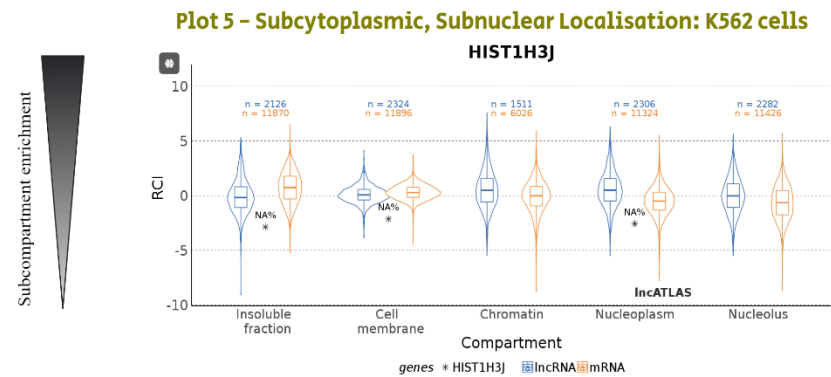 Plot 5 – Subcytoplasmic, Subnuclear Localisation: K562 cells
HIST1H3J
Subcompartment enrichment
RCI
10
5
0
-5
-10
n = 2126
n = 11870
n = 2324
n = 11896
n = 1511
n = 6026
n = 2306
n = 11324
n = 2282
n = 11426
NA%
*
NA%
*
NA%
*
lncATLAS
Insoluble
fraction
Cell
membrane
Chromatin
Nucleoplasm
Nucleolus
Compartment
genes * HIST1H3J lncRNA mRNA